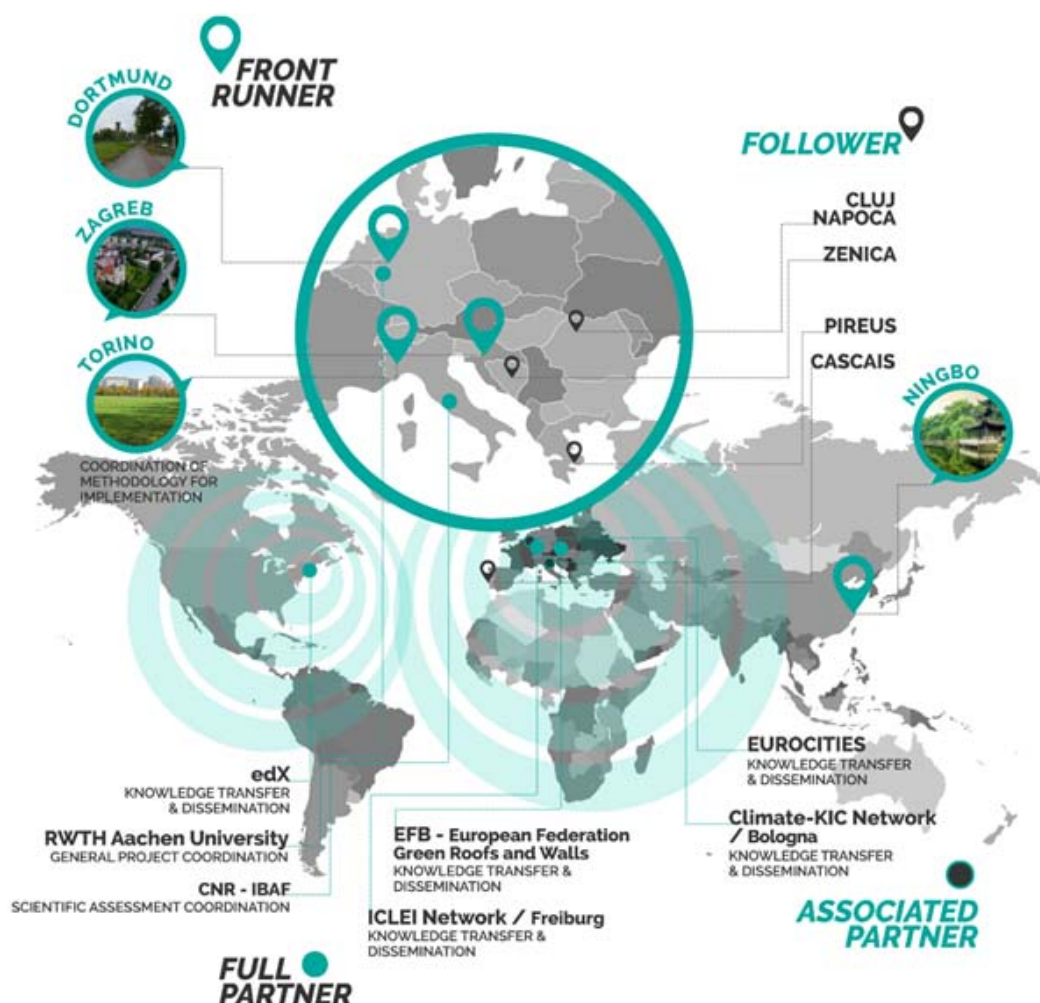 FRONT
RUNNER
DORTMUND
FOLLOWER
CLUJ
NAPOCA
ZAGREB
ZENICA
PIREUS
TORINO
CASCAIS
NINGBO
COORDINATION OF
METHODOLOGY FOR
IMPLEMENTATION
edX
KNOWLEDGE TRANSFER
& DISSEMINATION
RWTH Aachen University
GENERAL PROJECT COORDINATION
CNR - IBAF
SCIENTIFIC ASSESSMENT COORDINATION
EFB - European Federation
Green Roofs and Walls
KNOWLEDGE TRANSFER &
DISSEMINATION
ICLEI Network / Freiburg
KNOWLEDGE TRANSFER &
DISSEMINATION
EUROCITIES
KNOWLEDGE TRANSFER
& DISSEMINATION
Climate-KIC Network
/ Bologna
KNOWLEDGE TRANSFER
& DISSEMINATION
ASSOCIATED
PARTNER
FULL
PARTNER